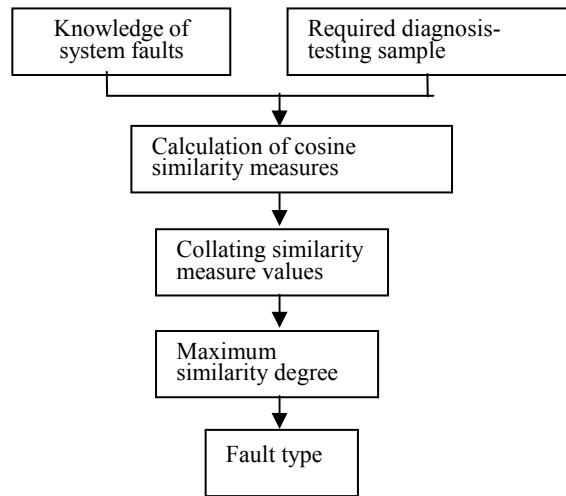 Knowledge of
system faults
Required diagnosis-
testing sample
Calculation of cosine
similarity measures
Collating similarity
measure values
Maximum
similarity degree
Fault type